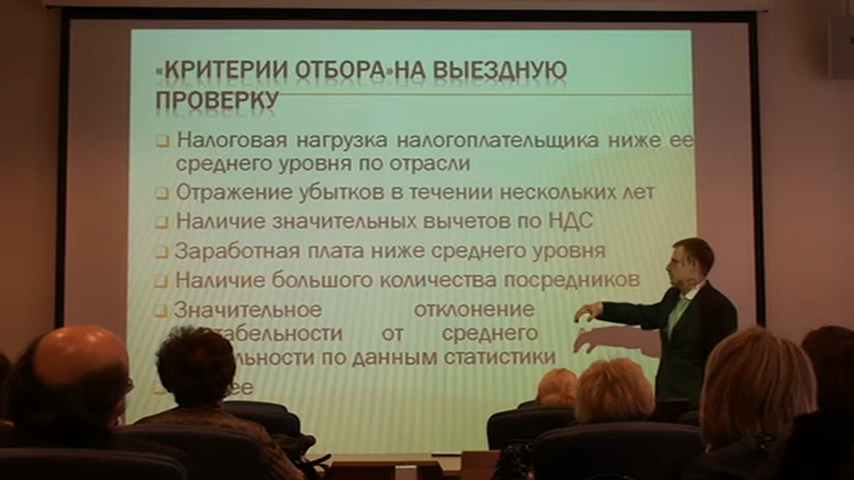 «КРИТЕРИИ ОТБОРА»НА ВЫЕЗДНУЮ
ПРОВЕРКУ
Налоговая нагрузка налогоплательщика ниже ее
среднего уровня по отрасли
Отражение убытков в течении нескольких лет
Наличие значительных вычетов по НДС
Заработная плата ниже среднего уровня
Наличие большого количества посредников
Значительное отклонение
от среднего
по данным статистики